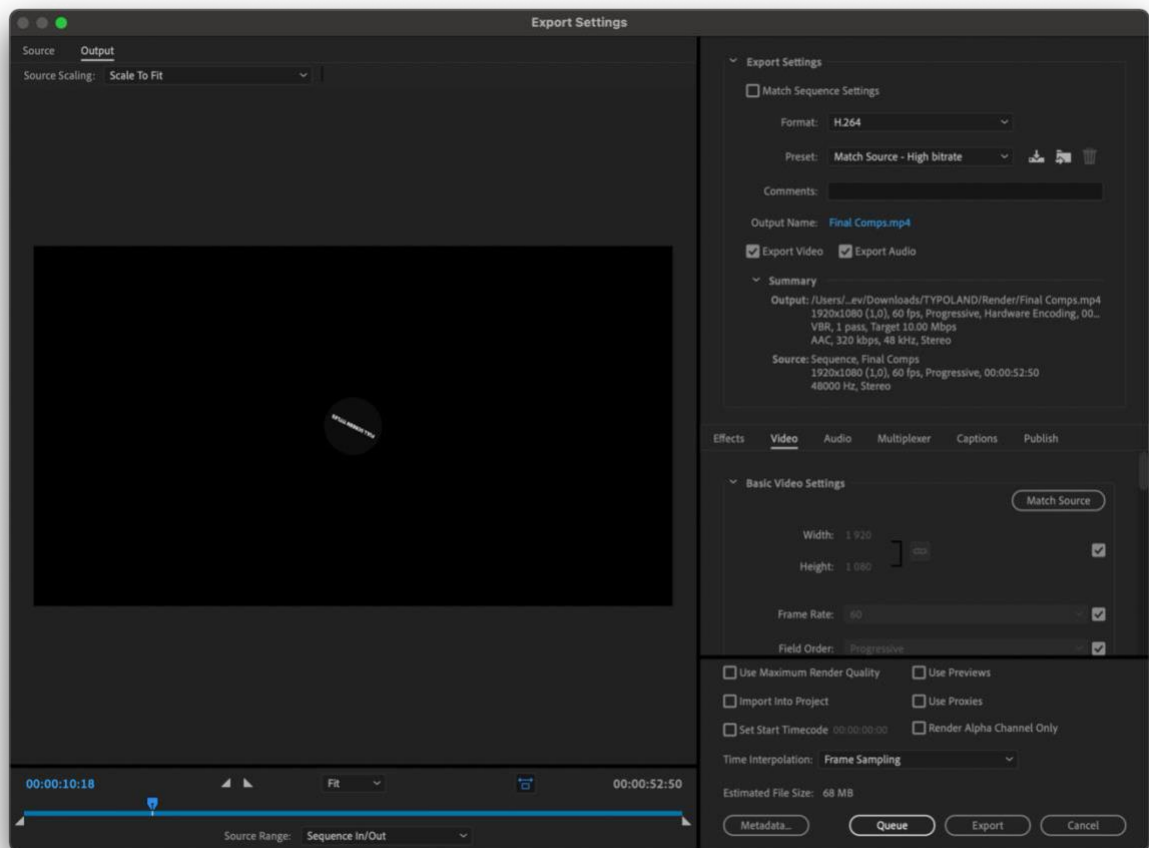 Export Settings
Source Output
Source Scaling: Scale To Fit
00:00:10:18 Fit 00:00:52:50
Source Range: Sequence In/Out
Export Settings
Match Sequence Settings
Format: H.264
Preset: Match Source - High bitrate
Comments:
Output Name: Final Comps.mp4
Export Video Export Audio
Summary
Output: /Users/...ev/Downloads/TYPOLAND/Render/Final Comps.mp4
1920x1080 (1,0), 60 fps, Progressive, Hardware Encoding, 00...
VBR, 1 pass, Target 10.00 Mbps
AAC, 320 kbps, 48 kHz, Stereo
Source: Sequence, Final Comps
1920x1080 (1,0), 60 fps, Progressive, 00:00:52:50
48000 Hz, Stereo
Effects Video Audio Multiplexer Captions Publish
Basic Video Settings
Match Source
Width: 1 920
Height: 1 080
Frame Rate: 60
Field Order: Progressive
Use Maximum Render Quality Use Previews
Import Into Project Use Proxies
Set Start Timecode 00:00:00:00 Render Alpha Channel Only
Time Interpolation: Frame Sampling
Estimated File Size: 68 MB
Metadata... Queue Export Cancel